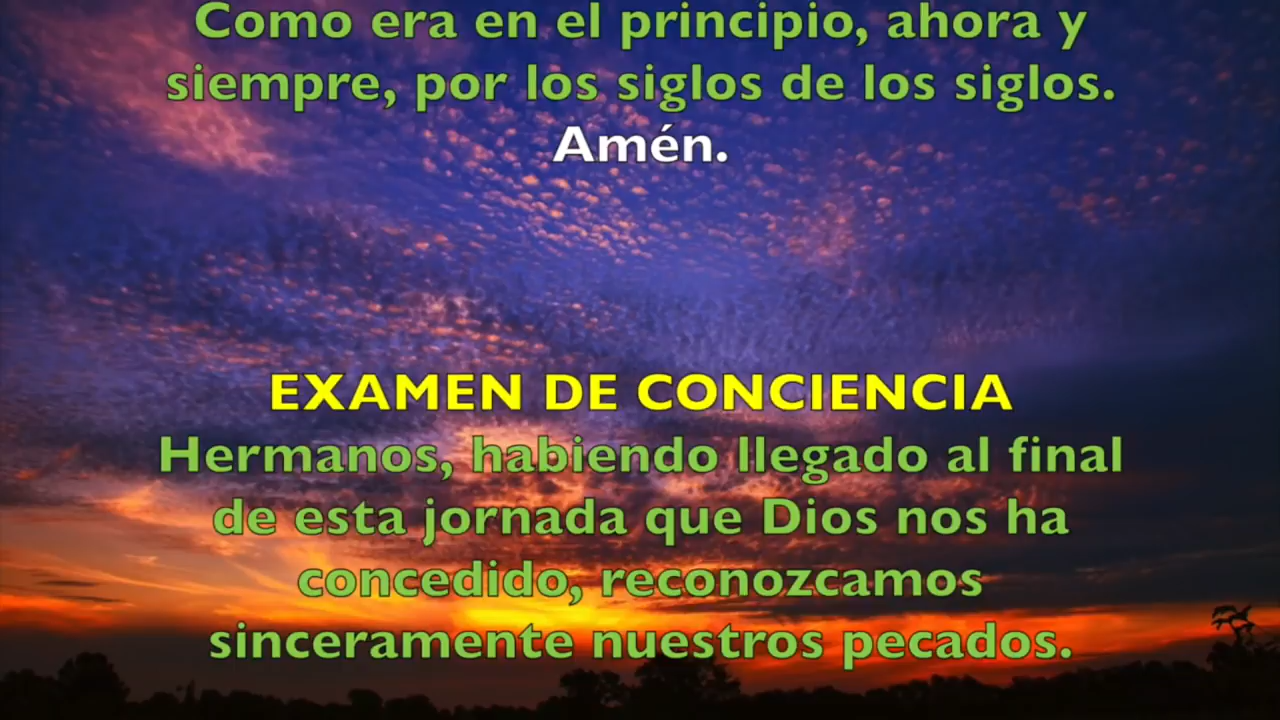 Como era en el principio, ahora y
siempre, por los siglos de los siglos.
Amén.
EXAMEN DE CONCIENCIA
Hermanos, habiendo llegado al final
de esta jornada que Dios nos ha
concedido, reconozcamos
sinceramente nuestros pecados.